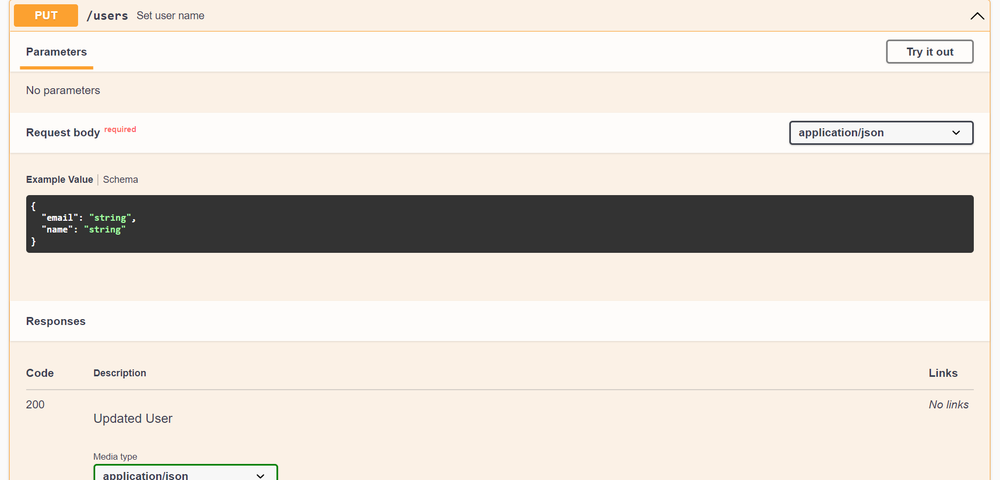 PUT /users Set user name
Parameters Try it out
No parameters
Request body required application/json
Example Value Schema
{
"email": "string",
"name": "string"
}
Responses
Code Description Links
200 No links
Updated User
Media type
application/json